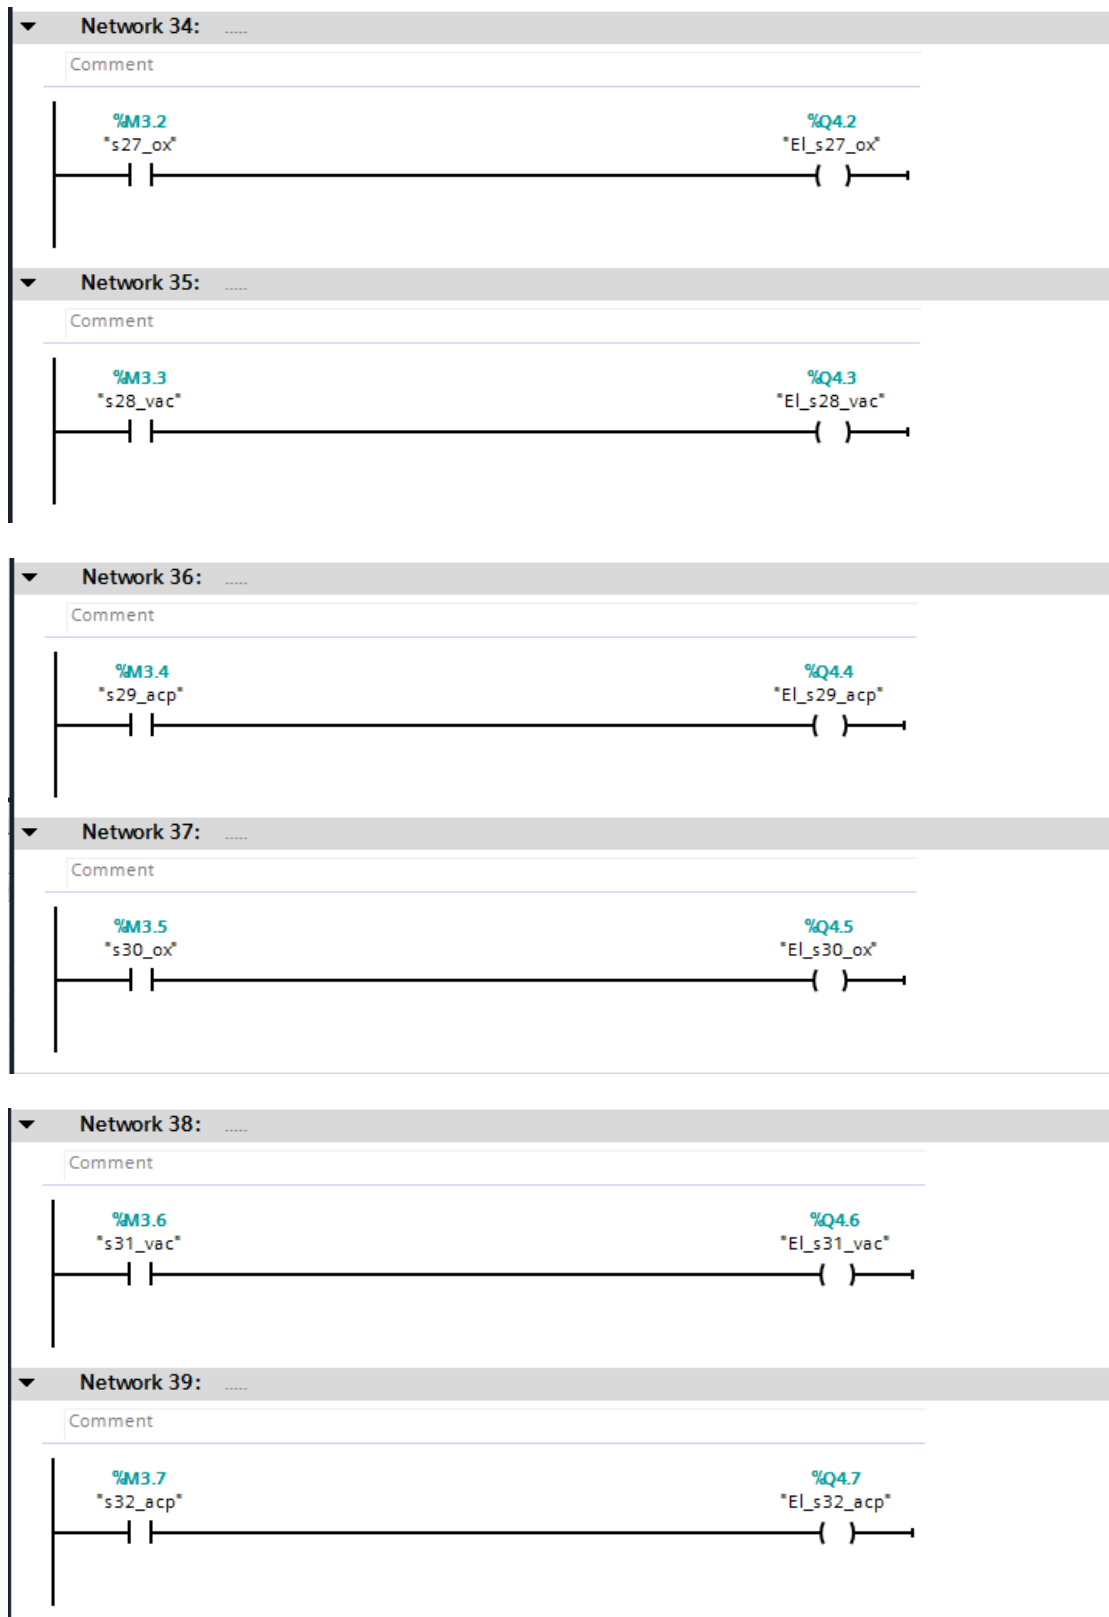 Network 34: .....
Comment
%M3.2 %Q4.2
"s27_ox" "El_s27_ox"
Network 35: .....
Comment
%M3.3 %Q4.3
"s28_vac" "El_s28_vac"
Network 36: .....
Comment
%M3.4 %Q4.4
"s29_acp" "El_s29_acp"
Network 37: .....
Comment
%M3.5 %Q4.5
"s30_ox" "El_s30_ox"
Network 38: .....
Comment
%M3.6 %Q4.6
"s31_vac" "El_s31_vac"
Network 39: .....
Comment
%M3.7 %Q4.7
"s32_acp" "El_s32_acp"